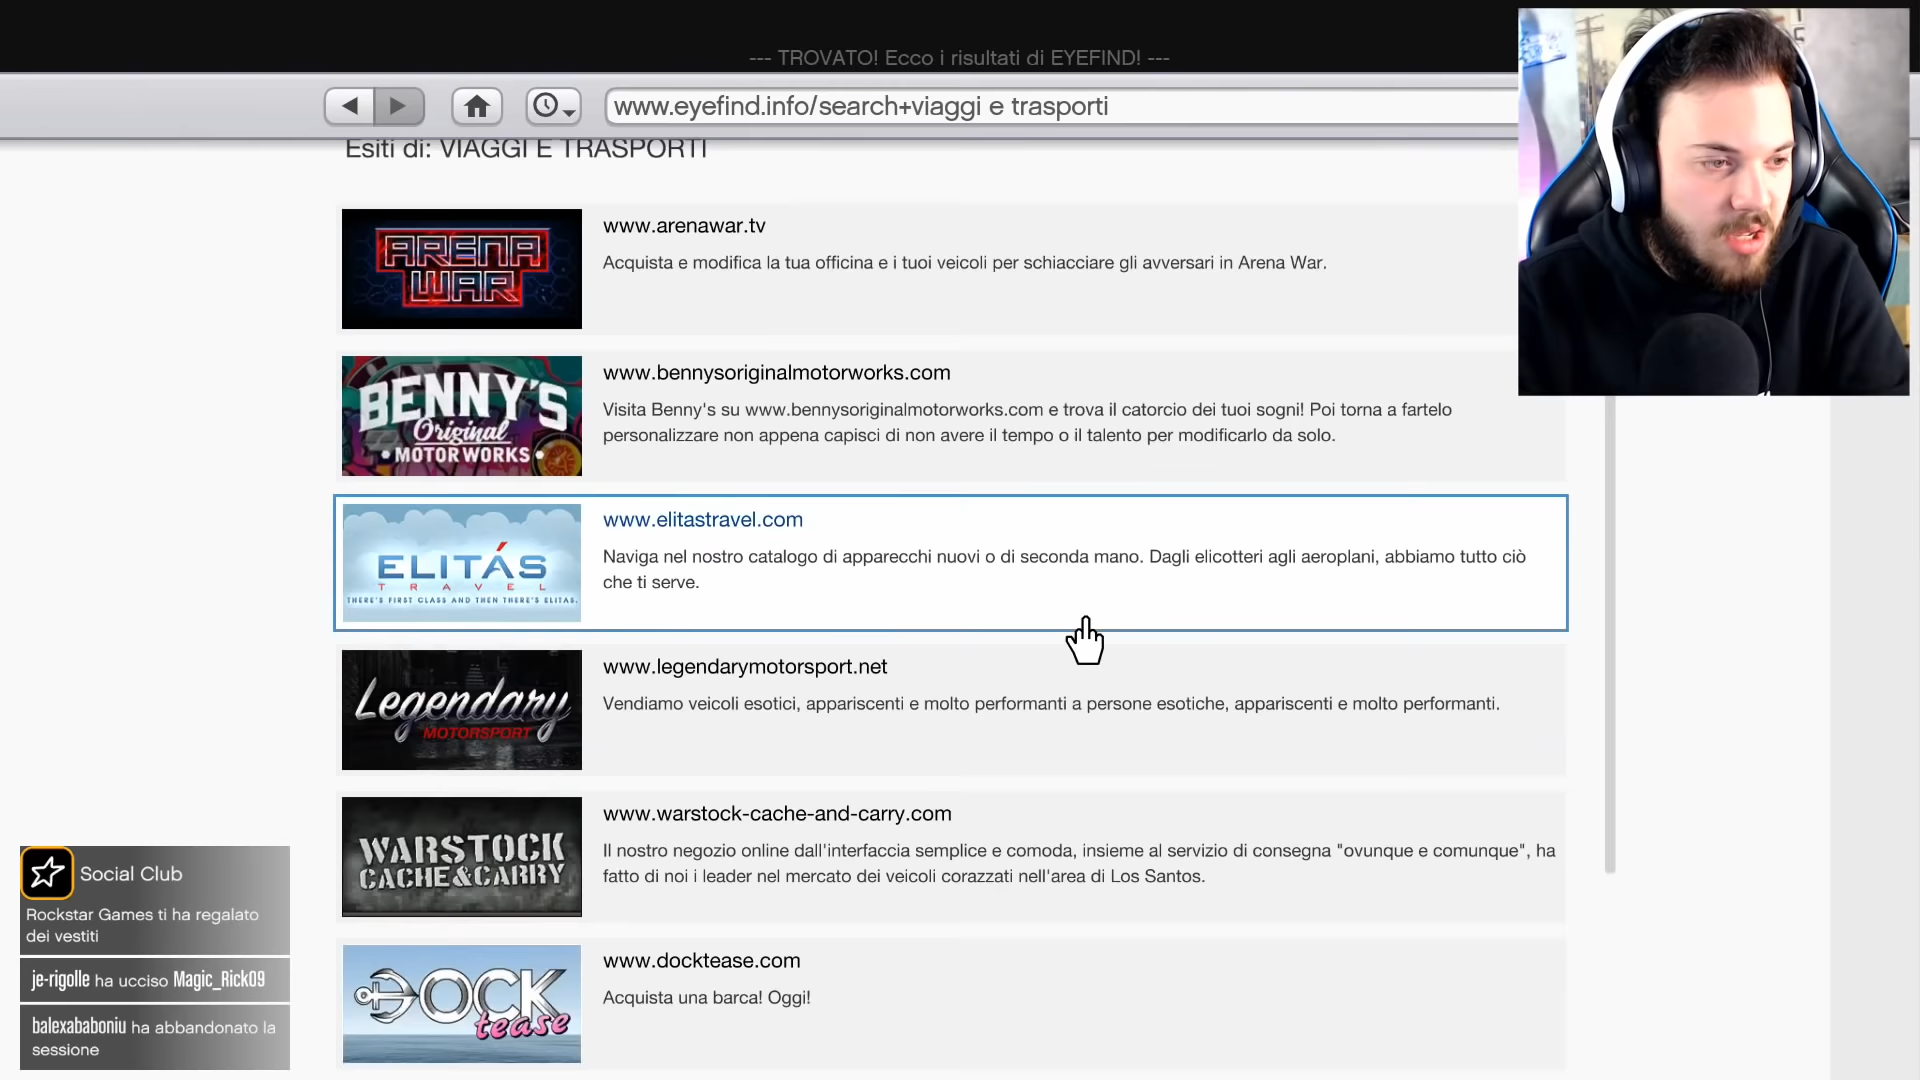 --- TROVATO! Ecco i risultati di EYEFIND! ---
www.eyefind.info/search+viaggi e trasporti
Esiti di: VIAGGI E TRASPORTI
ARENA
WAR
www.arenawar.tv
Acquista e modifica la tua officina e i tuoi veicoli per schiacciare gli avversari in Arena War.
BENNY'S
Original
MOTOR WORKS
www.bennysoriginalmotorworks.com
Visita Benny's su www.bennysoriginalmotorworks.com e trova il catorcio dei tuoi sogni! Poi torna a fartelo
personalizzare non appena capisci di non avere il tempo o il talento per modificarlo da solo.
ELITÁS
TRAVEL
THERE'S FIRST CLASS AND THEN THERE'S ELITAS.
www.elitastravel.com
Naviga nel nostro catalogo di apparecchi nuovi o di seconda mano. Dagli elicotteri agli aeroplani, abbiamo tutto ciò
che ti serve.
Legendary
MOTORSPORT
www.legendarymotorsport.net
Vendiamo veicoli esotici, appariscenti e molto performanti a persone esotiche, appariscenti e molto performanti.
WARSTOCK
CACHE&CARRY
www.warstock-cache-and-carry.com
Il nostro negozio online dall'interfaccia semplice e comoda, insieme al servizio di consegna "ovunque e comunque", ha
fatto di noi i leader nel mercato dei veicoli corazzati nell'area di Los Santos.
DOCK
tease
www.docktease.com
Acquista una barca! Oggi!
Social Club
Rockstar Games ti ha regalato
dei vestiti
je-rigolle ha ucciso Magic_Rick09
balexababoniu ha abbandonato la
sessione